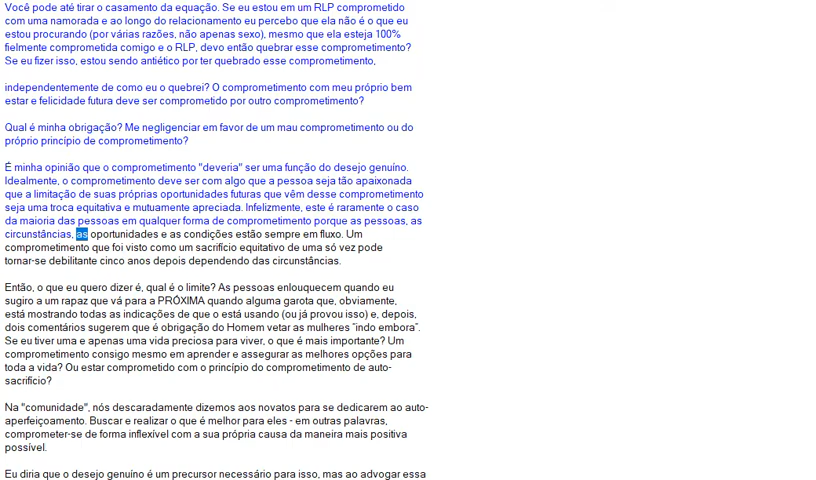 Você pode até tirar o casamento da equação. Se eu estou em um RLP comprometido
com uma namorada e ao longo do relacionamento eu percebo que ela não é o que eu
estou procurando (por várias razões, não apenas sexo), mesmo que ela esteja 100%
fielmente comprometida comigo e o RLP, devo então quebrar esse comprometimento?
Se eu fizer isso, estou sendo antiético por ter quebrado esse comprometimento,
independentemente de como eu o quebrei? O comprometimento com meu próprio bem
estar e felicidade futura deve ser comprometido por outro comprometimento?
Qual é minha obrigação? Me negligenciar em favor de um mau comprometimento ou do
próprio princípio de comprometimento?
É minha opinião que o comprometimento "deveria" ser uma função do desejo genuíno.
Idealmente, o comprometimento deve ser com algo que a pessoa seja tão apaixonada
que a limitação de suas próprias oportunidades futuras que vêm desse comprometimento
seja uma troca equitativa e mutuamente apreciada. Infelizmente, este é raramente o caso
da maioria das pessoas em qualquer forma de comprometimento porque as pessoas, as
circunstâncias, as oportunidades e as condições estão sempre em fluxo. Um
comprometimento que foi visto como um sacrifício equitativo de uma só vez pode
tornar-se debilitante cinco anos depois dependendo das circunstâncias.
Então, o que eu quero dizer é, qual é o limite? As pessoas enlouquecem quando eu
sugiro a um rapaz que vá para a PRÓXIMA quando alguma garota que, obviamente,
está mostrando todas as indicações de que o está usando (ou já provou isso) e, depois,
dois comentários sugerem que é obrigação do Homem vetar as mulheres "indo embora".
Se eu tiver uma e apenas uma vida preciosa para viver, o que é mais importante? Um
comprometimento consigo mesmo em aprender e assegurar as melhores opções para
toda a vida? Ou estar comprometido com o princípio do comprometimento de auto-
sacrifício?
Na "comunidade", nós descaradamente dizemos aos novatos para se dedicarem ao auto-
aperfeiçoamento. Buscar e realizar o que é melhor para eles - em outras palavras,
comprometer-se de forma inflexível com a sua própria causa da maneira mais positiva
possível.
Eu diria que o desejo genuíno é um precursor necessário para isso, mas ao advogar essa